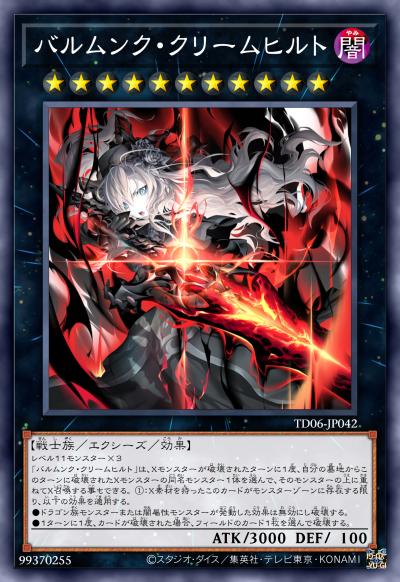 バルムンク・クリームヒルト
闇
やみ
TD06-JP042
【戦士族／エクシーズ／効果】
レベル11モンスター×3
「バルムンク・クリームヒルト」は、Xモンスターが破壊されたターンに1度、自分の墓地からこ
のターンに破壊されたXモンスターの同名モンスター1体を選んで、そのモンスターの上に重
ねてX召喚する事もできる。①:X素材を持ったこのカードがモンスターゾーンに存在する限
り、以下の効果を適用する。
●ドラゴン族モンスターまたは闇属性モンスターが発動した効果は無効にし破壊する。
●1ターンに1度、カードが破壊された場合、フィールドのカード1枚を選んで破壊する。
ATK/3000 DEF/ 100
99370255
©スタジオ・ダイス／集英社・テレビ東京・KONAMI